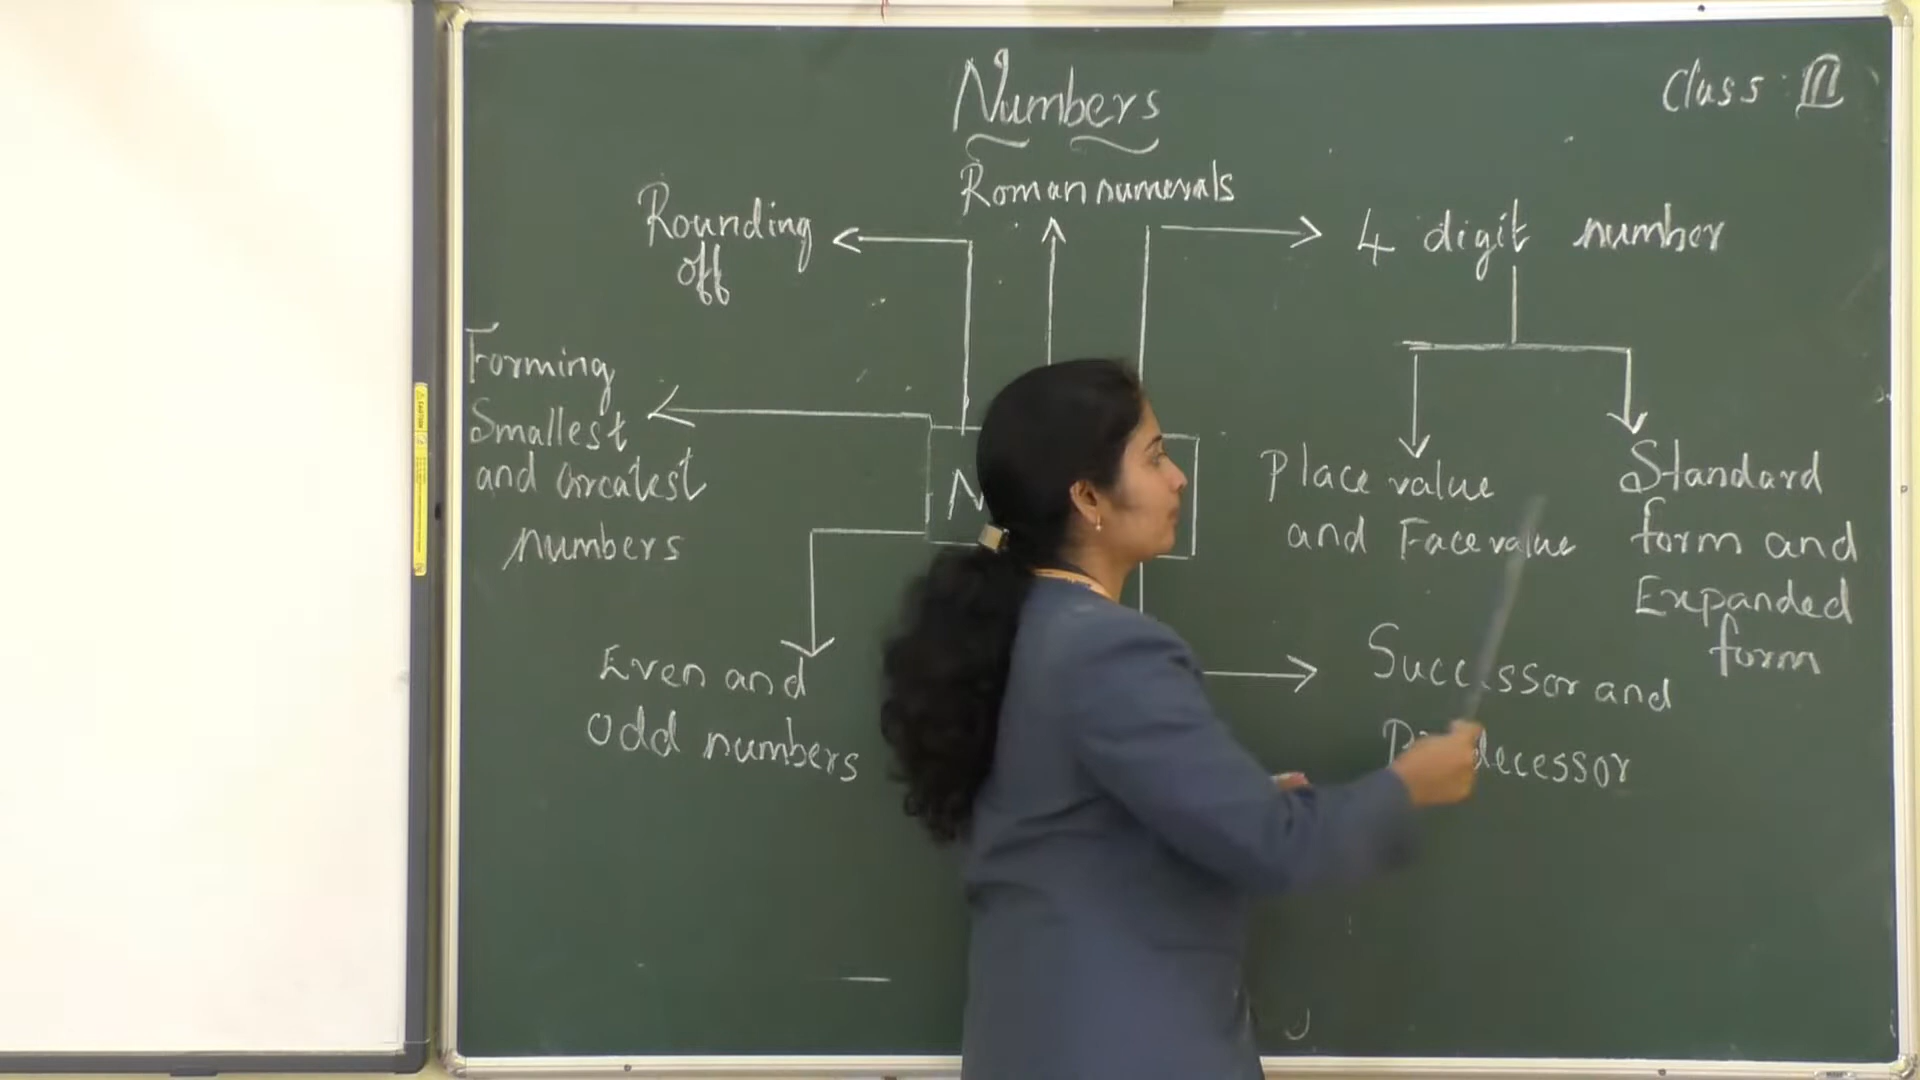 Numbers
Class : III
Roman numerals
Rounding
off
4 digit number
Forming
Smallest
and Greatest
numbers
Place value
and Face value
Standard
form and
Expanded
form
Even and
odd numbers
Successor and